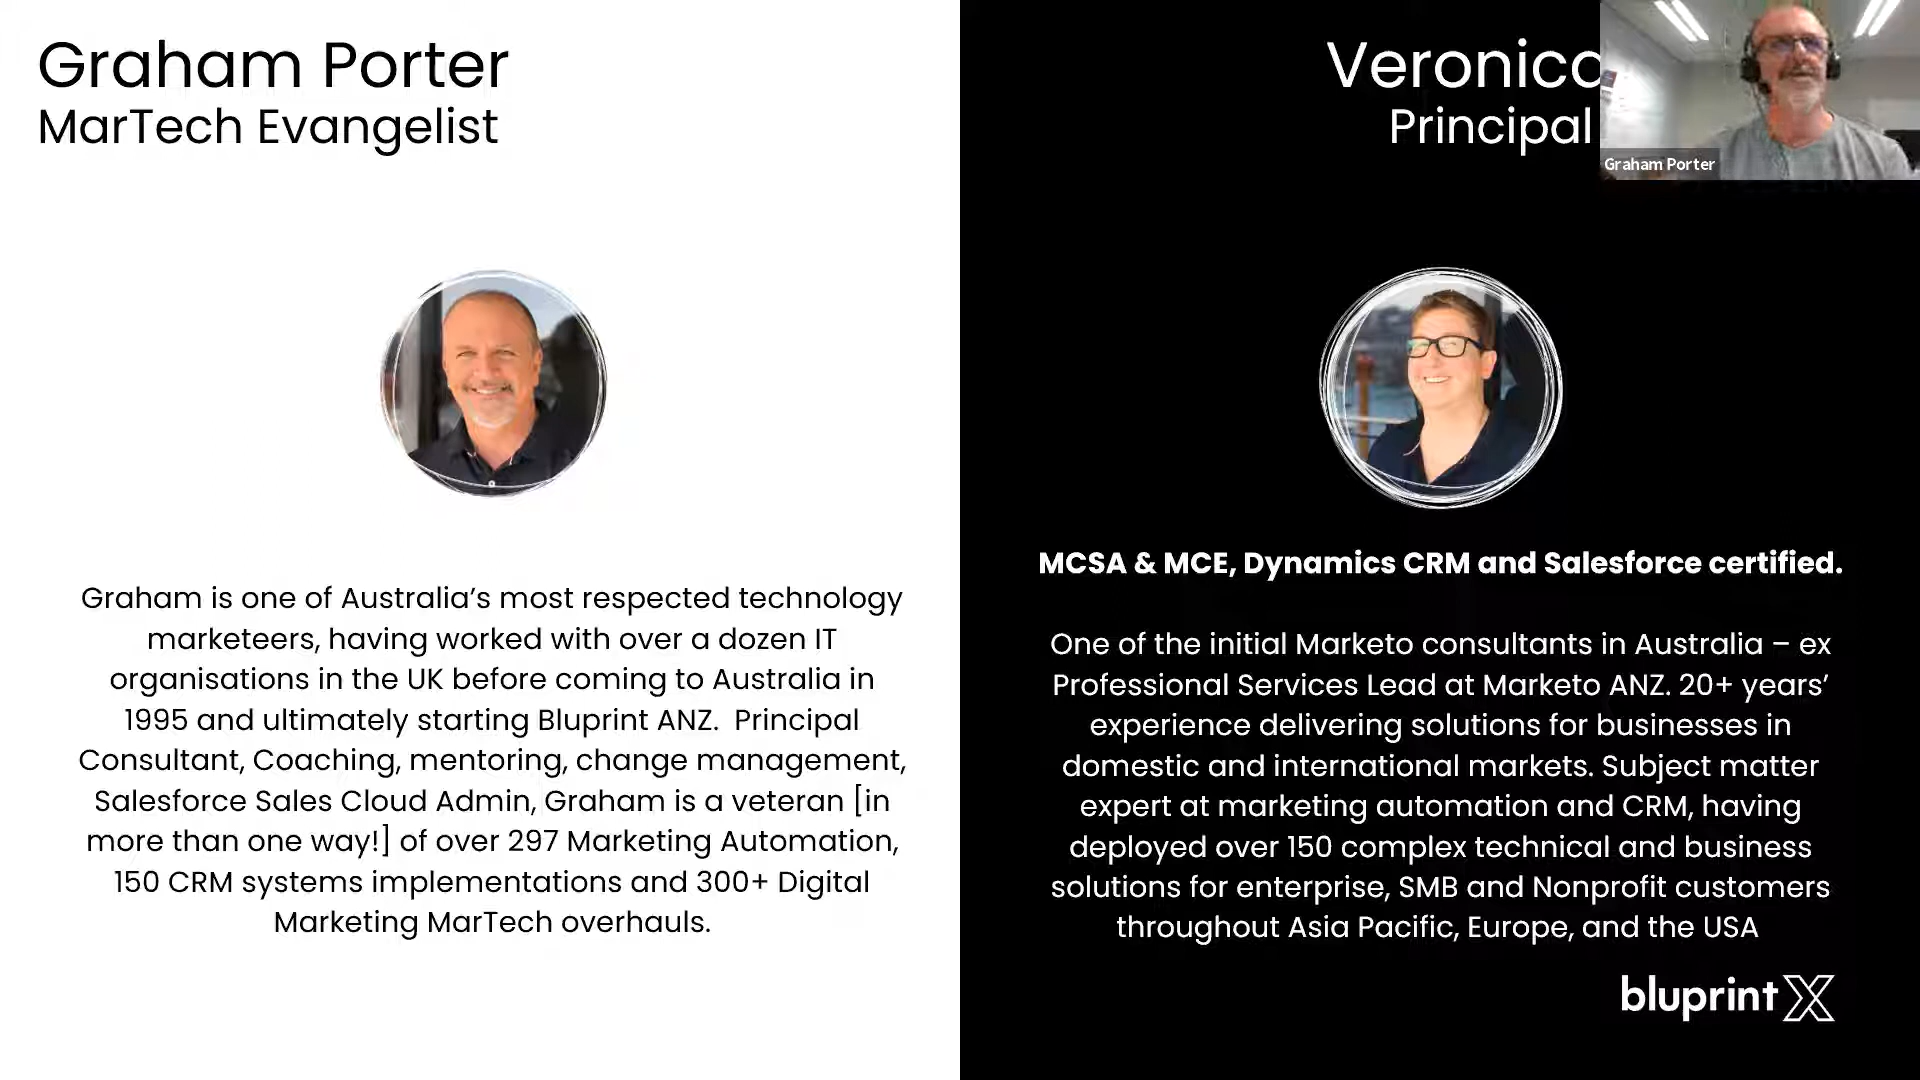 Graham Porter
MarTech Evangelist
Graham is one of Australia’s most respected technology
marketeers, having worked with over a dozen IT
organisations in the UK before coming to Australia in
1995 and ultimately starting Bluprint ANZ.  Principal
Consultant, Coaching, mentoring, change management,
Salesforce Sales Cloud Admin, Graham is a veteran [in
more than one way!] of over 297 Marketing Automation,
150 CRM systems implementations and 300+ Digital
Marketing MarTech overhauls.
Principal
Graham Porter
MCSA & MCE, Dynamics CRM and Salesforce certified.
One of the initial Marketo consultants in Australia – ex
Professional Services Lead at Marketo ANZ. 20+ years’
experience delivering solutions for businesses in
domestic and international markets. Subject matter
expert at marketing automation and CRM, having
deployed over 150 complex technical and business
solutions for enterprise, SMB and Nonprofit customers
throughout Asia Pacific, Europe, and the USA
bluprint X